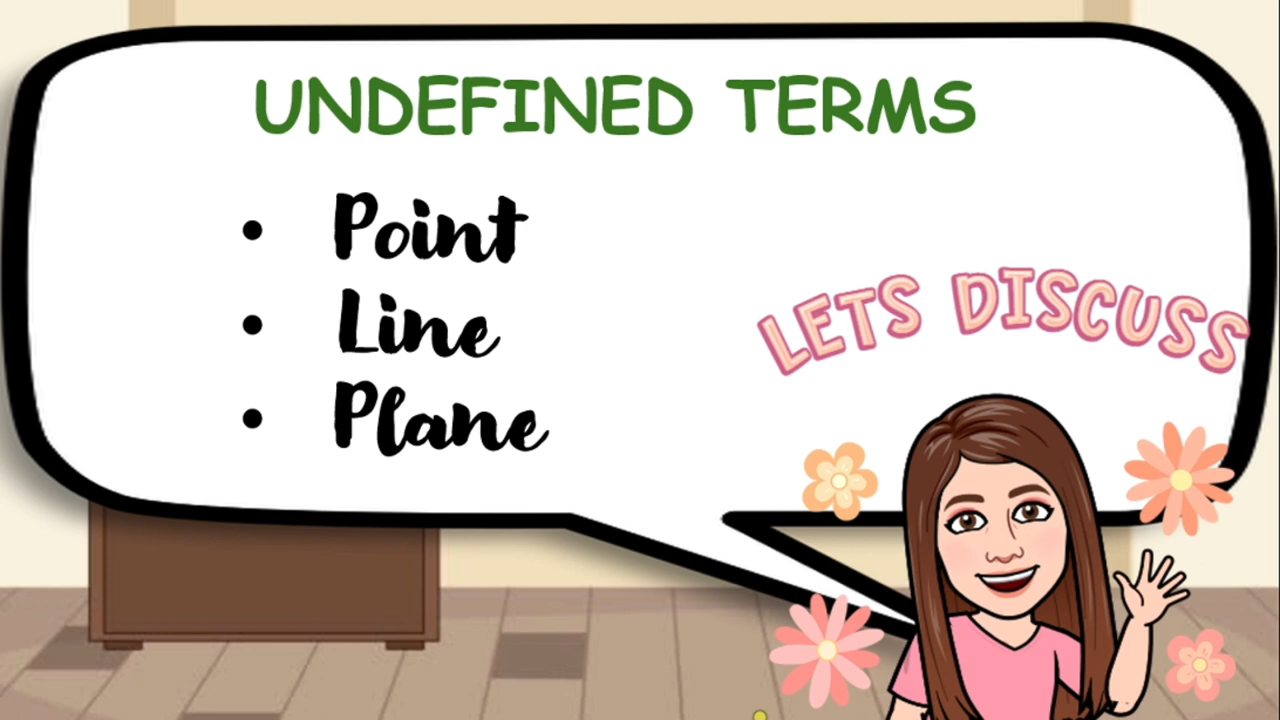 UNDEFINED TERMS
• Point
• Line
• Plane
LETS DISCUSS